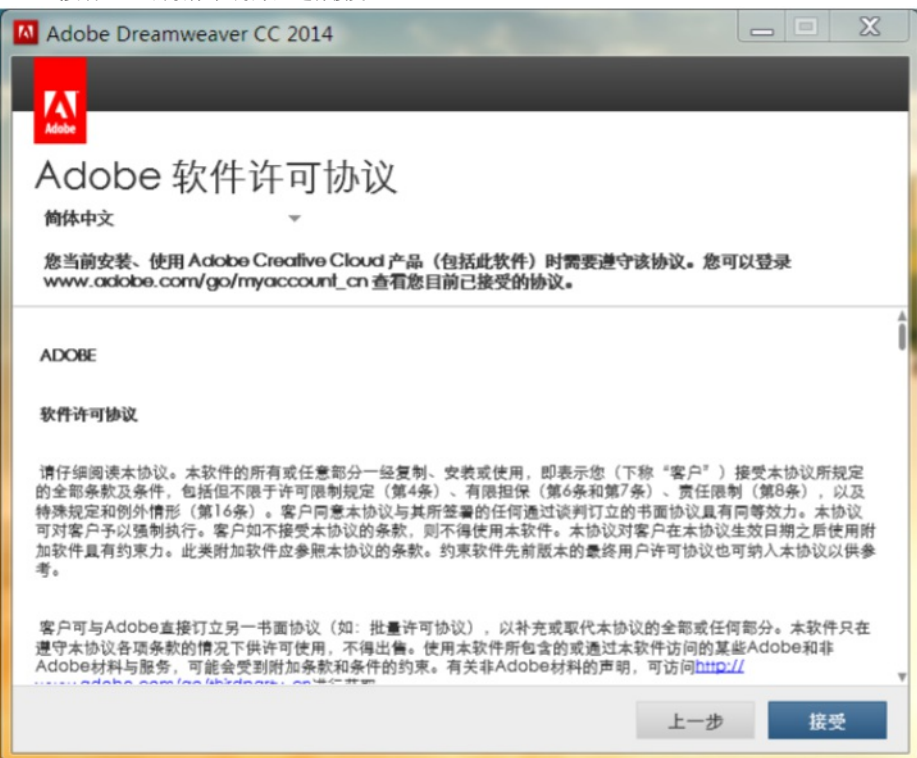 Adobe Dreamweaver CC 2014
Adobe
Adobe 软件许可协议
简体中文
您当前安装、使用 Adobe Creative Cloud 产品（包括此软件）时需要遵守该协议。您可以登录
www.adobe.com/go/myaccount_cn 查看您目前已接受的协议。
ADOBE
软件许可协议
请仔细阅读本协议。本软件的所有或任意部分一经复制、安装或使用，即表示您（下称“客户”）接受本协议所规定
的全部条款及条件，包括但不限于许可限制规定（第4条）、有限担保（第6条和第7条）、责任限制（第8条），以及
特殊规定和例外情形（第16条）。客户同意本协议与其所签署的任何通过谈判订立的书面协议具有同等效力。本协议
可对客户予以强制执行。客户如不接受本协议的条款，则不得使用本软件。本协议对客户在本协议生效日期之后使用附
加软件具有约束力。此类附加软件应参照本协议的条款。约束软件先前版本的最终用户许可协议也可纳入本协议以供参
考。
客户可与Adobe直接订立另一书面协议（如：批量许可协议），以补充或取代本协议的全部或任何部分。本软件只在
遵守本协议各项条款的情况下供许可使用，不得出售。使用本软件所包含的或通过本软件访问的某些Adobe和非
Adobe材料与服务，可能会受到附加条款和条件的约束。有关非Adobe材料的声明，可访问http://
www.adobe.com/go/thirdparty_cn进行获取
上一步
接受